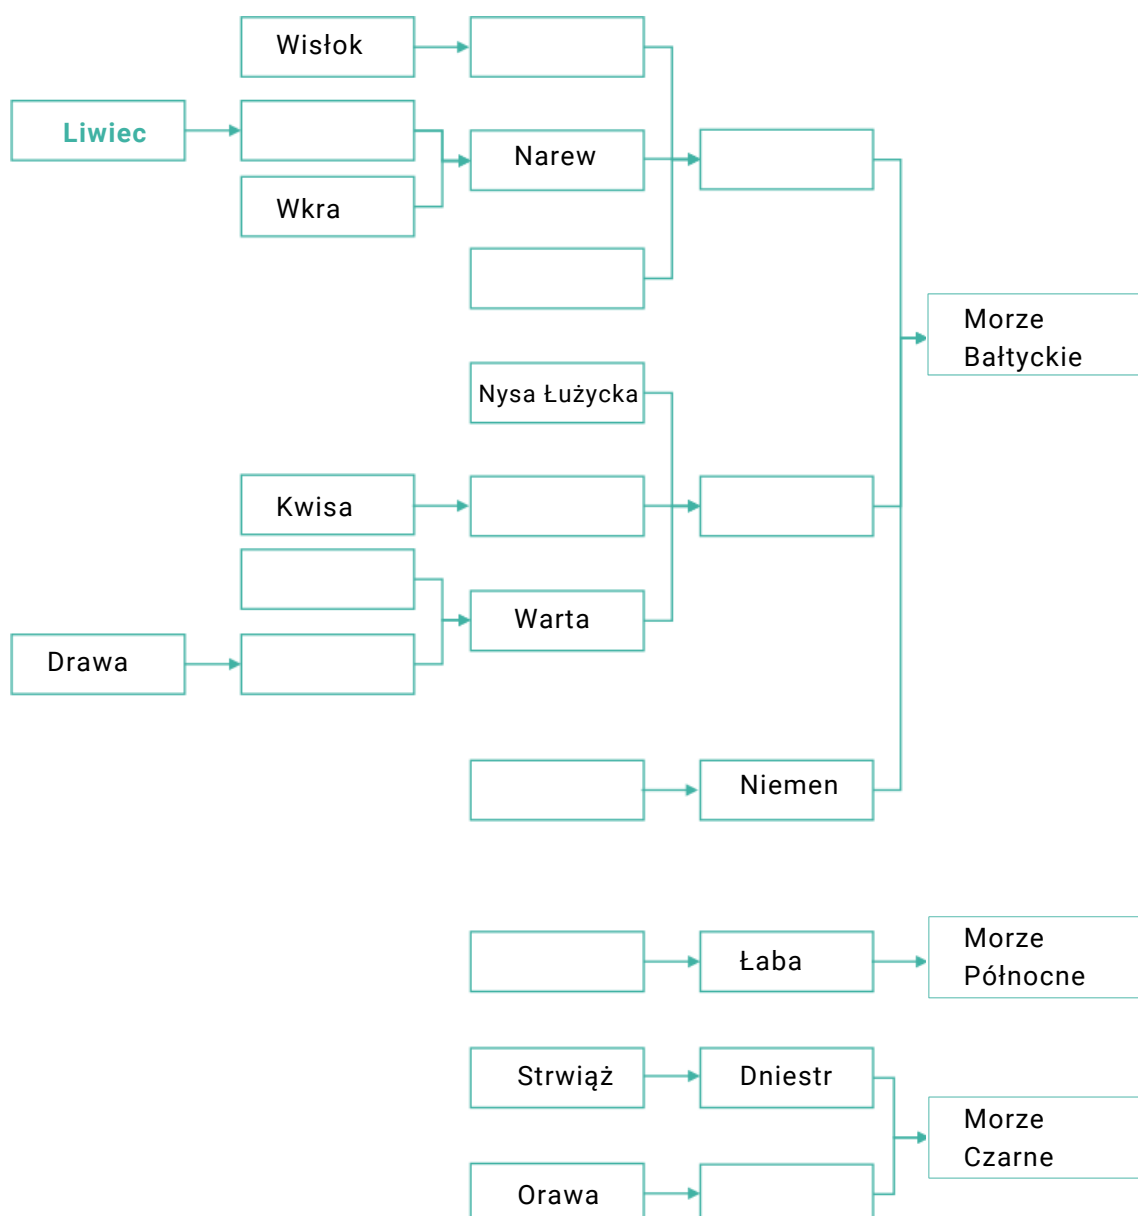 Wisłok
Liwiec
Narew
Wkra
Morze
Bałtyckie
Nysa Łużycka
Kwisa
Warta
Drawa
Niemen
Łaba
Morze
Północne
Strwiąż
Dniestr
Morze
Czarne
Orawa